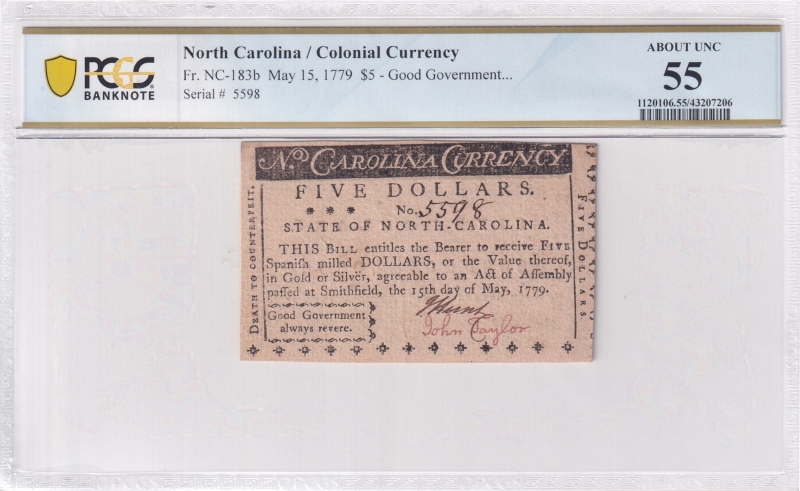 PCGS
BANKNOTE
North Carolina / Colonial Currency
Fr. NC-183b May 15, 1779 $5 - Good Government...
Serial # 5598
ABOUT UNC
55
1120106.55/43207206
No CAROLINA CURRENCY
FIVE DOLLARS.
* * * No. 5598
STATE OF NORTH-CAROLINA.
THIS BILL entitles the Bearer to receive FIVE
Spaniſh milled DOLLARS, or the Value thereof,
in Gold or Silver, agreeable to an Act of Aſſembly
paſſed at Smithfield, the 15th day of May, 1779.
Good Government
always revere.
John Taylor
DEATH TO COUNTERFEIT.
FIVE DOLLARS.